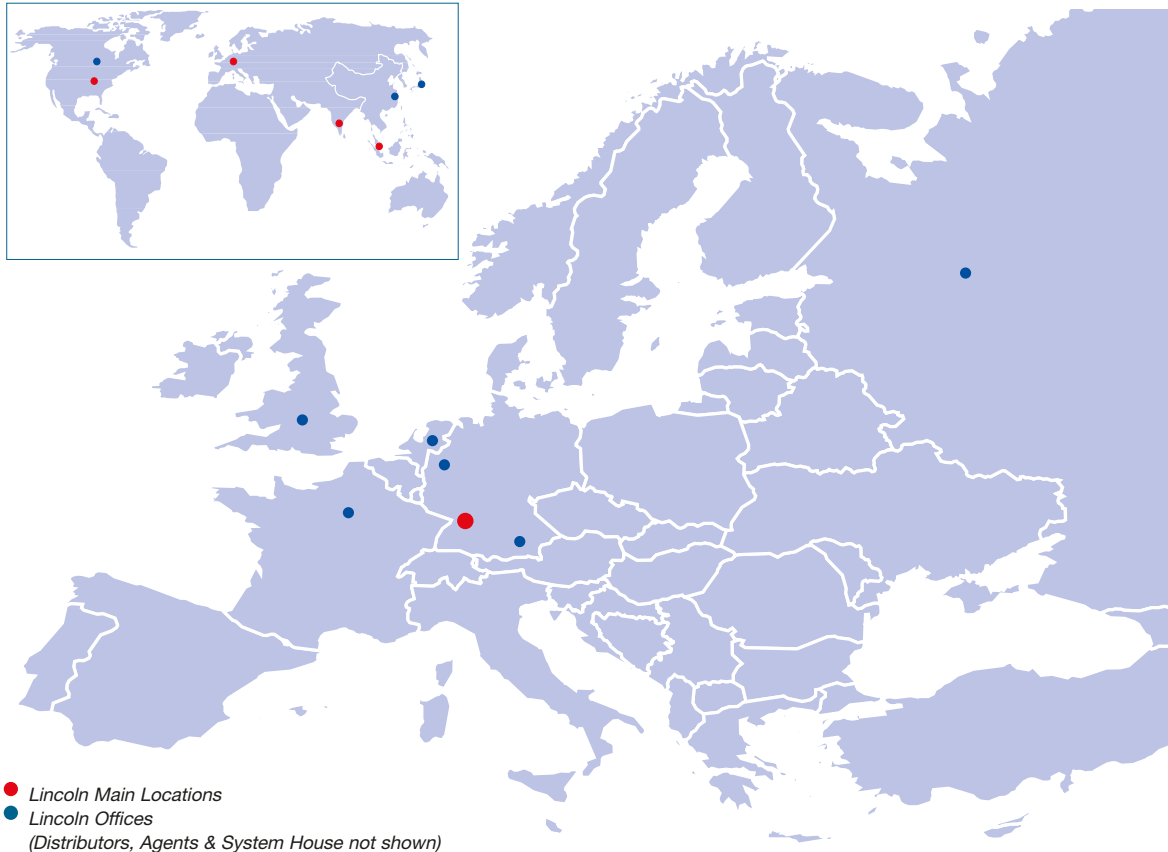 Lincoln Main Locations
Lincoln Offices
(Distributors, Agents & System House not shown)